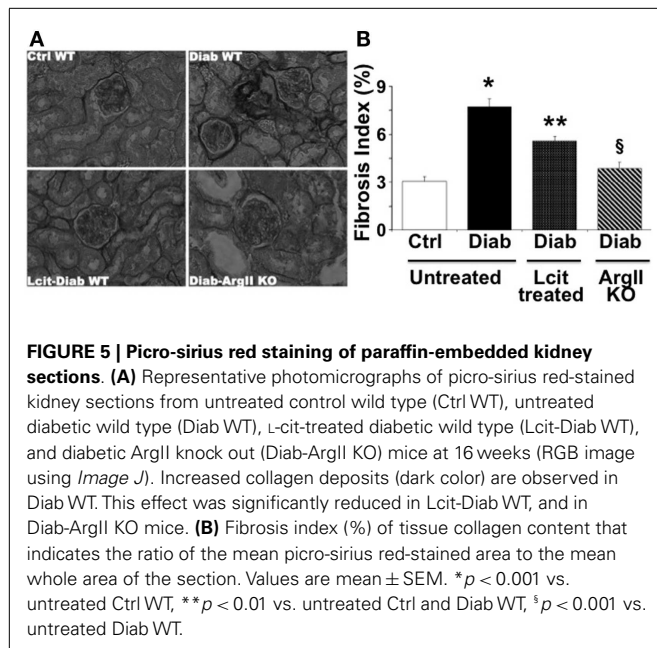 A
B
Ctrl WT
Diab WT
Lcit-Diab WT
Diab-ArgII KO
Fibrosis Index (%)
9
6
3
0
*
**
§
Ctrl Diab Diab Diab
Untreated Lcit treated ArgII KO
FIGURE 5 | Picro-sirius red staining of paraffin-embedded kidney
sections. (A) Representative photomicrographs of picro-sirius red-stained
kidney sections from untreated control wild type (Ctrl WT), untreated
diabetic wild type (Diab WT), L-cit-treated diabetic wild type (Lcit-Diab WT),
and diabetic ArgII knock out (Diab-ArgII KO) mice at 16 weeks (RGB image
using Image J). Increased collagen deposits (dark color) are observed in
Diab WT. This effect was significantly reduced in Lcit-Diab WT, and in
Diab-ArgII KO mice. (B) Fibrosis index (%) of tissue collagen content that
indicates the ratio of the mean picro-sirius red-stained area to the mean
whole area of the section. Values are mean ± SEM. *p < 0.001 vs.
untreated Ctrl WT, **p < 0.01 vs. untreated Ctrl and Diab WT, §p < 0.001 vs.
untreated Diab WT.